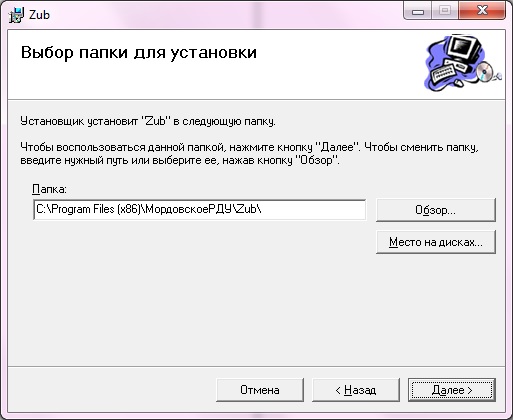 Zub
Выбор папки для установки
Установщик установит "Zub" в следующую папку.
Чтобы воспользоваться данной папкой, нажмите кнопку "Далее". Чтобы сменить папку,
введите нужный путь или выберите ее, нажав кнопку "Обзор".
Папка:
C:\Program Files (x86)\МордовскоеРДУ\Zub\
Обзор...
Место на дисках...
Отмена
< Назад
Далее >